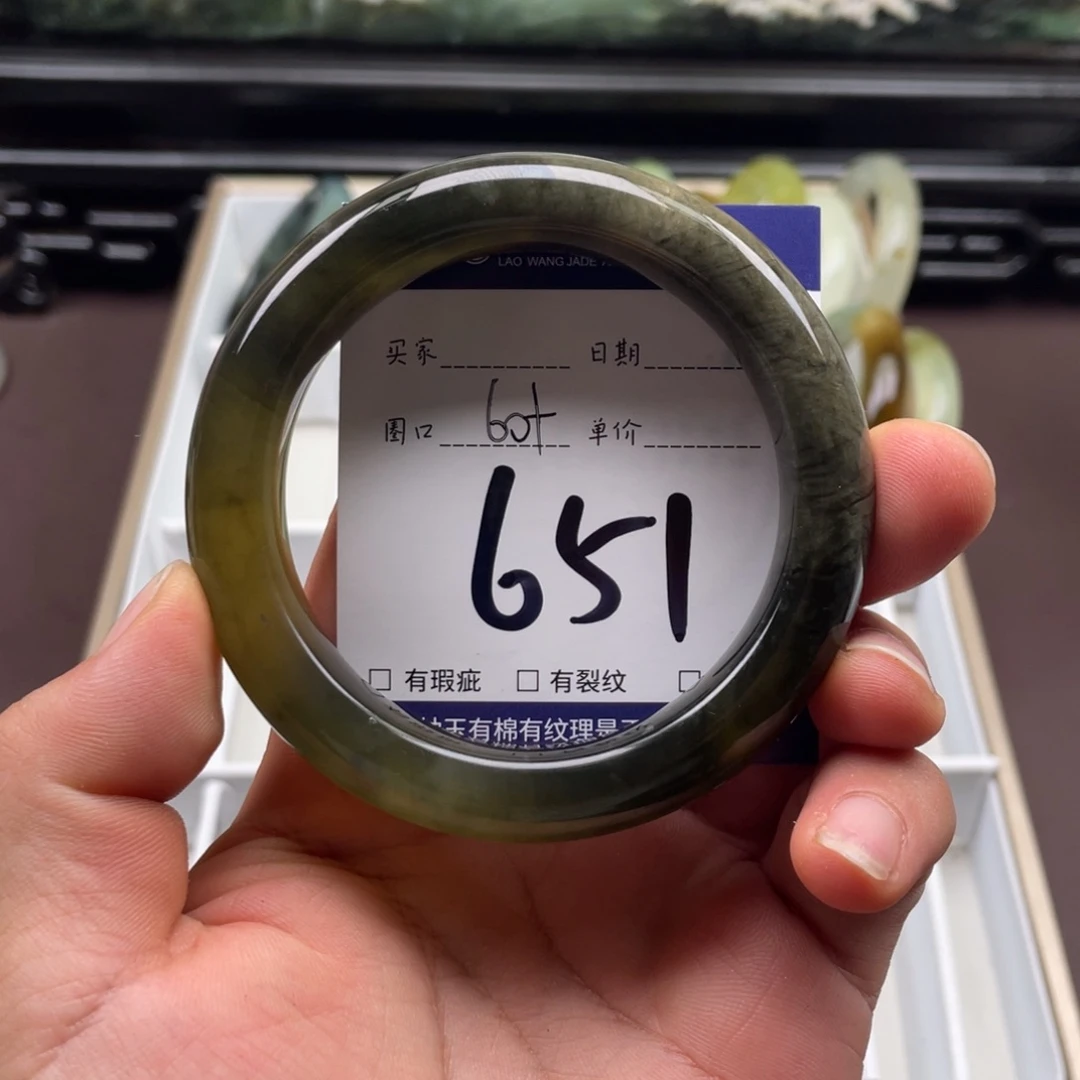 LAO WANG JADE
买家 日期
圈口 60+ 单价
651
□ 有瑕疵 □ 有裂纹 □
玉有棉有纹理是